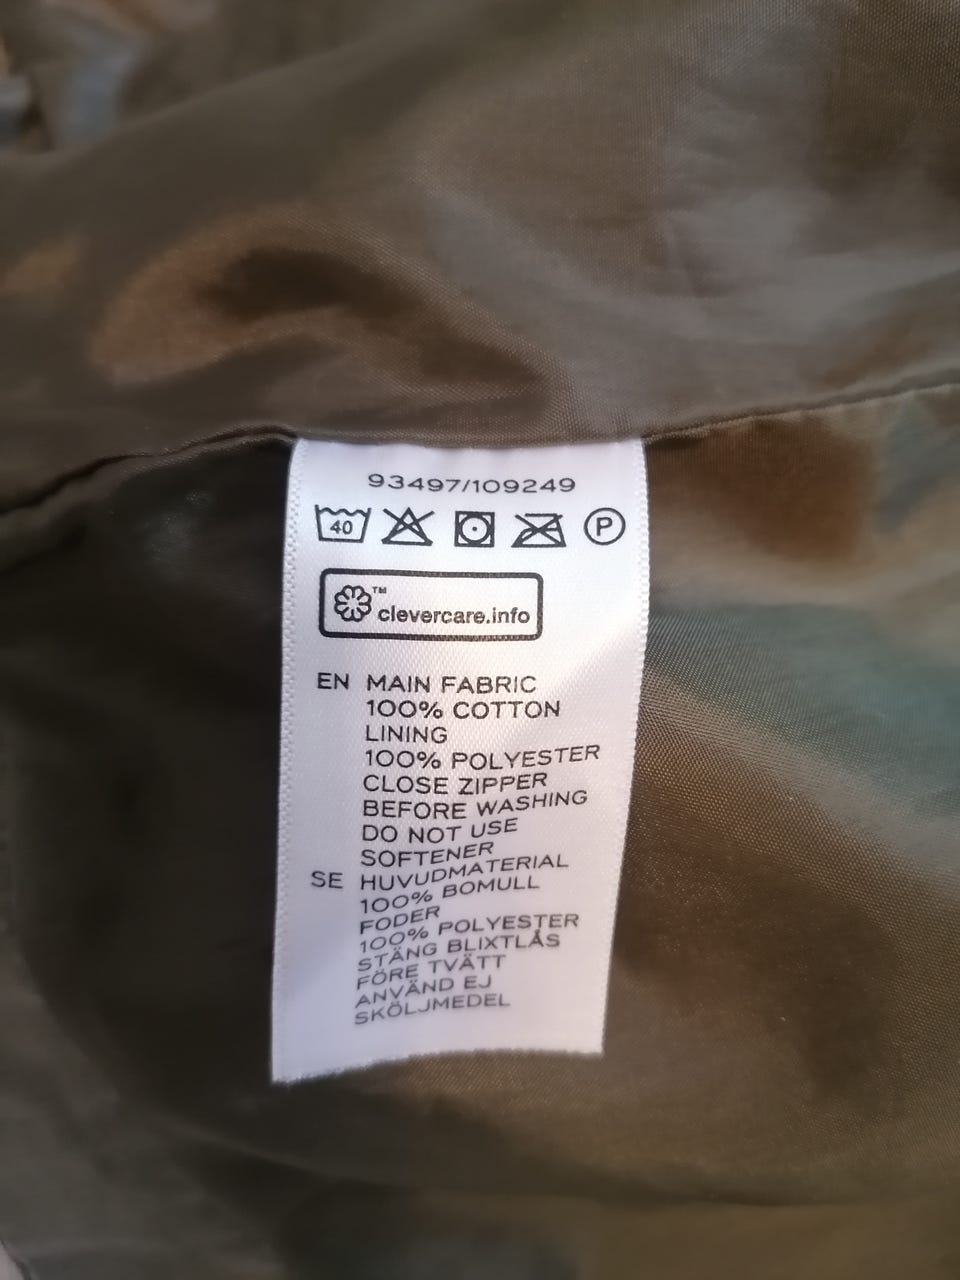 93497/109249
40 P
™
clevercare.info
EN MAIN FABRIC
100% COTTON
LINING
100% POLYESTER
CLOSE ZIPPER
BEFORE WASHING
DO NOT USE
SOFTENER
SE HUVUDMATERIAL
100% BOMULL
FODER
100% POLYESTER
STÄNG BLIXTLÅS
FÖRE TVÄTT
ANVÄND EJ
SKÖLJMEDEL